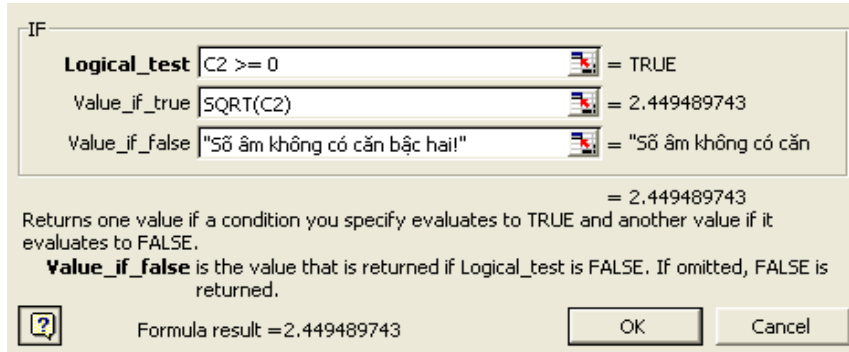 IF
Logical_test C2 >= 0 = TRUE
Value_if_true SQRT(C2) = 2.449489743
Value_if_false "Số âm không có căn bậc hai!" = "Số âm không có căn
= 2.449489743
Returns one value if a condition you specify evaluates to TRUE and another value if it
evaluates to FALSE.
Value_if_false is the value that is returned if Logical_test is FALSE. If omitted, FALSE is
returned.
Formula result =2.449489743 OK Cancel